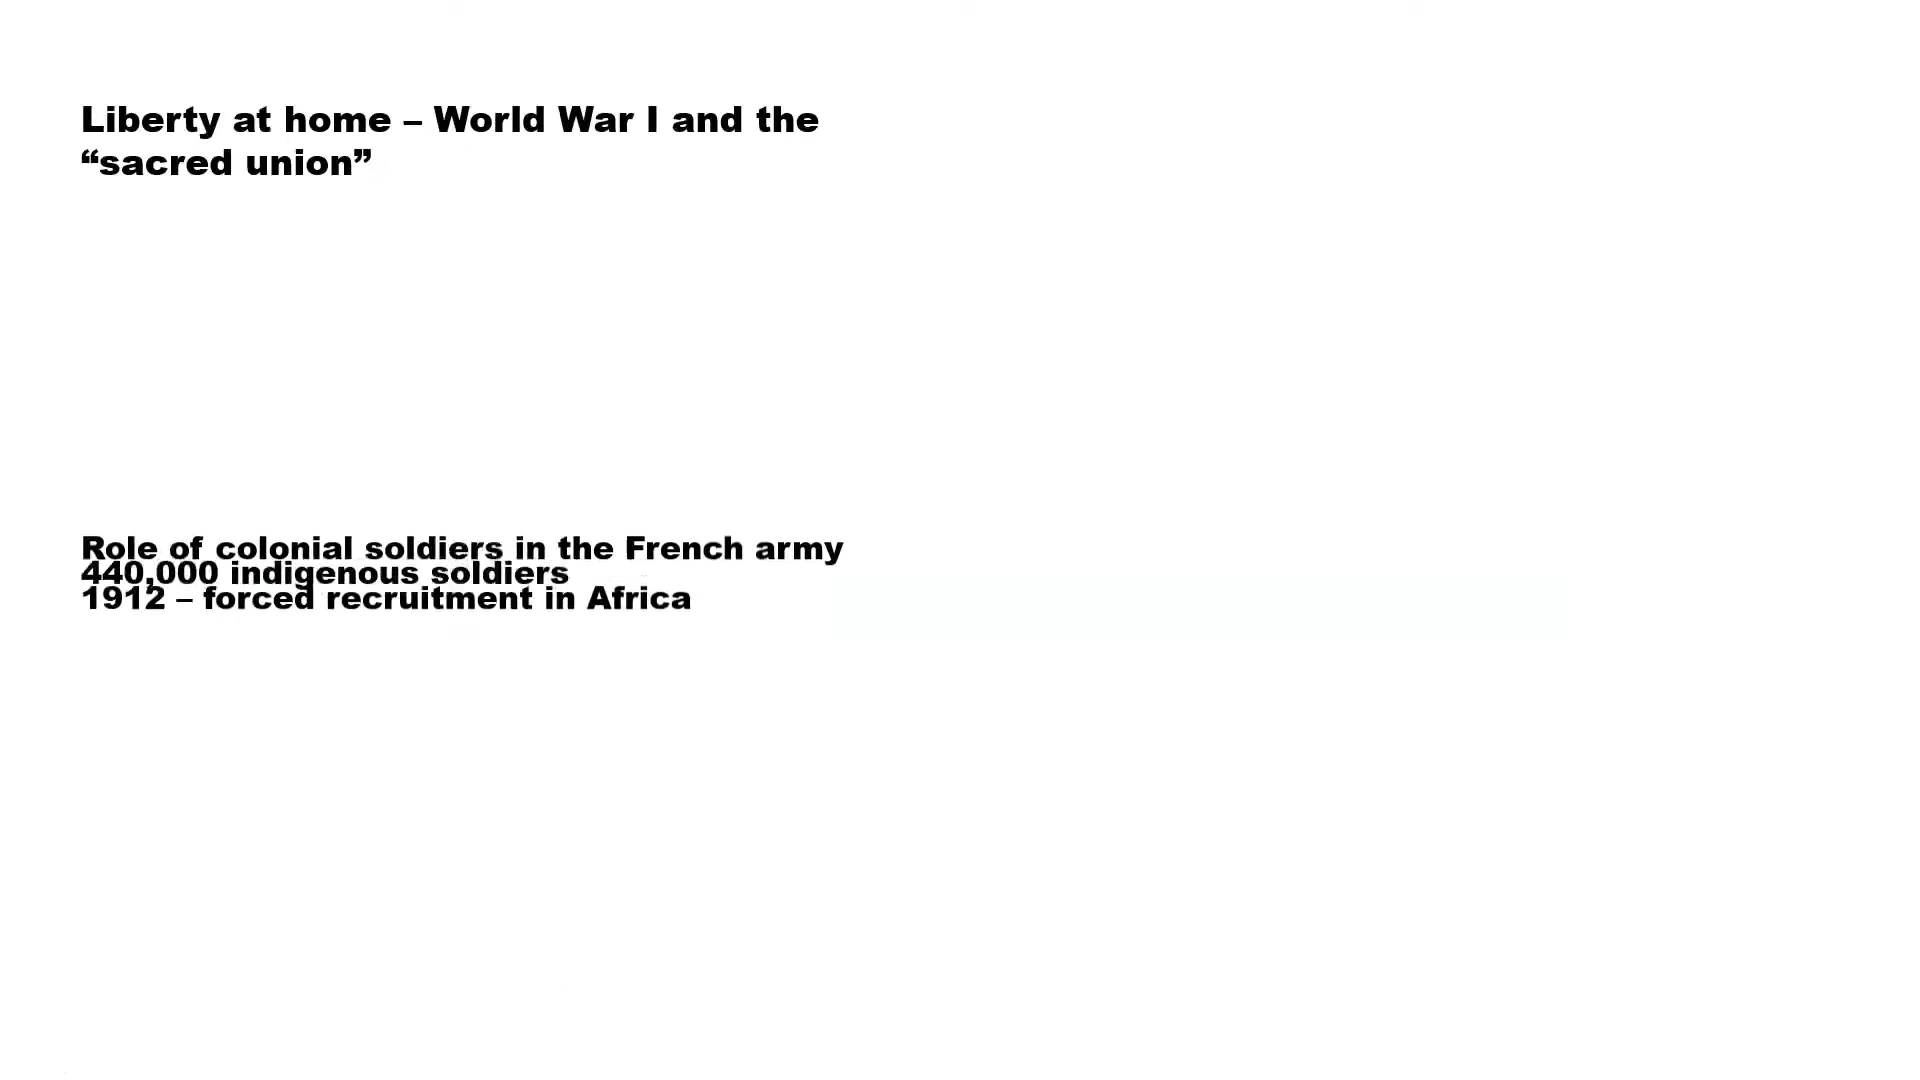 Liberty at home – World War I and the
“sacred union”
Role of colonial soldiers in the French army
440,000 indigenous soldiers
1912 – forced recruitment in Africa